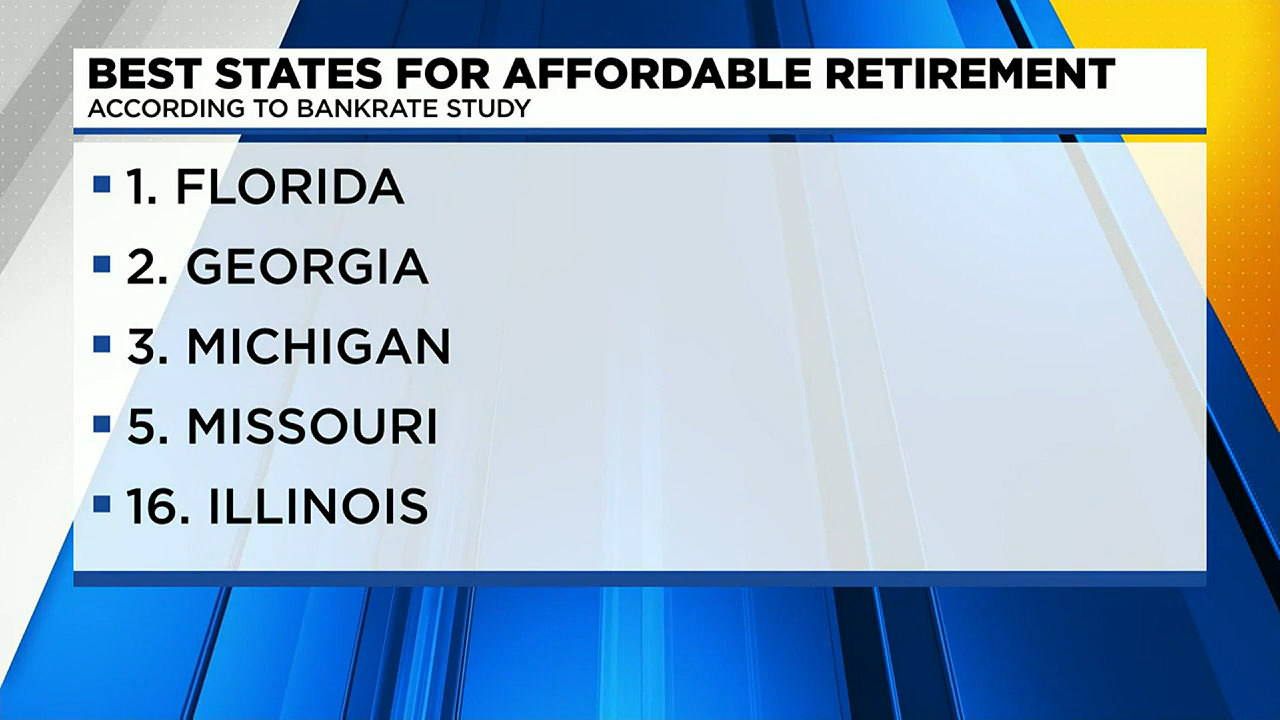 BEST STATES FOR AFFORDABLE RETIREMENT
ACCORDING TO BANKRATE STUDY
1. FLORIDA
2. GEORGIA
3. MICHIGAN
5. MISSOURI
16. ILLINOIS